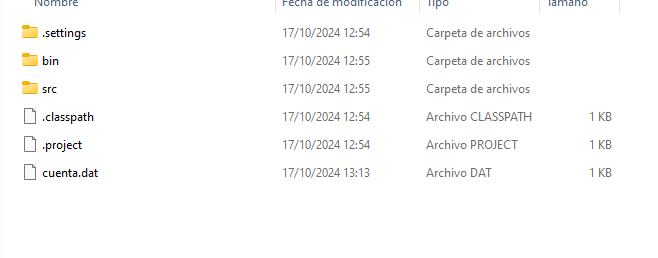 Nombre Fecha de modificación Tipo Tamaño
.settings 17/10/2024 12:54 Carpeta de archivos
bin 17/10/2024 12:55 Carpeta de archivos
src 17/10/2024 12:55 Carpeta de archivos
.classpath 17/10/2024 12:54 Archivo CLASSPATH 1 KB
.project 17/10/2024 12:54 Archivo PROJECT 1 KB
cuenta.dat 17/10/2024 13:13 Archivo DAT 1 KB